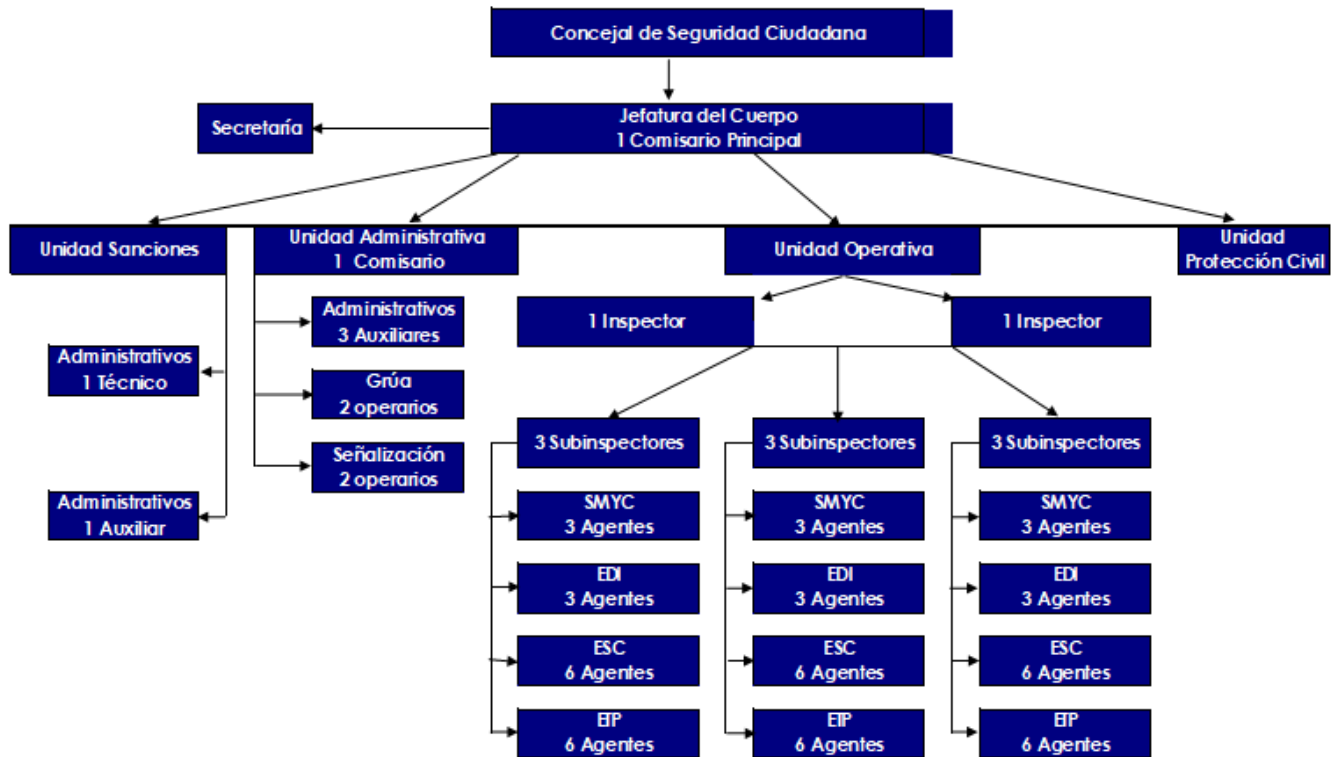 Concejal de Seguridad Ciudadana
Secretaría
Jefatura del Cuerpo
1 Comisario Principal
Unidad Sanciones
Unidad Administrativa
1 Comisario
Unidad Operativa
Unidad
Protección Civil
Administrativos
1 Técnico
Administrativos
1 Auxiliar
Administrativos
3 Auxiliares
Grúa
2 operarios
Señalización
2 operarios
1 Inspector
1 Inspector
3 Subinspectores
SMYC
3 Agentes
EDI
3 Agentes
ESC
6 Agentes
ETP
6 Agentes
3 Subinspectores
SMYC
3 Agentes
EDI
3 Agentes
ESC
6 Agentes
ETP
6 Agentes
3 Subinspectores
SMYC
3 Agentes
EDI
3 Agentes
ESC
6 Agentes
ETP
6 Agentes